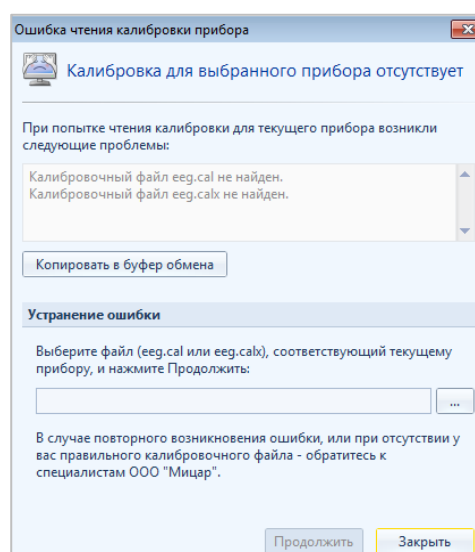 Ошибка чтения калибровки прибора
Калибровка для выбранного прибора отсутствует
При попытке чтения калибровки для текущего прибора возникли
следующие проблемы:
Калибровочный файл eeg.cal не найден.
Калибровочный файл eeg.calx не найден.
Копировать в буфер обмена
Устранение ошибки
Выберите файл (eeg.cal или eeg.calx), соответствующий текущему
прибору, и нажмите Продолжить:
...
В случае повторного возникновения ошибки, или при отсутствии у
вас правильного калибровочного файла - обратитесь к
специалистам ООО "Мицар".
Продолжить Закрыть